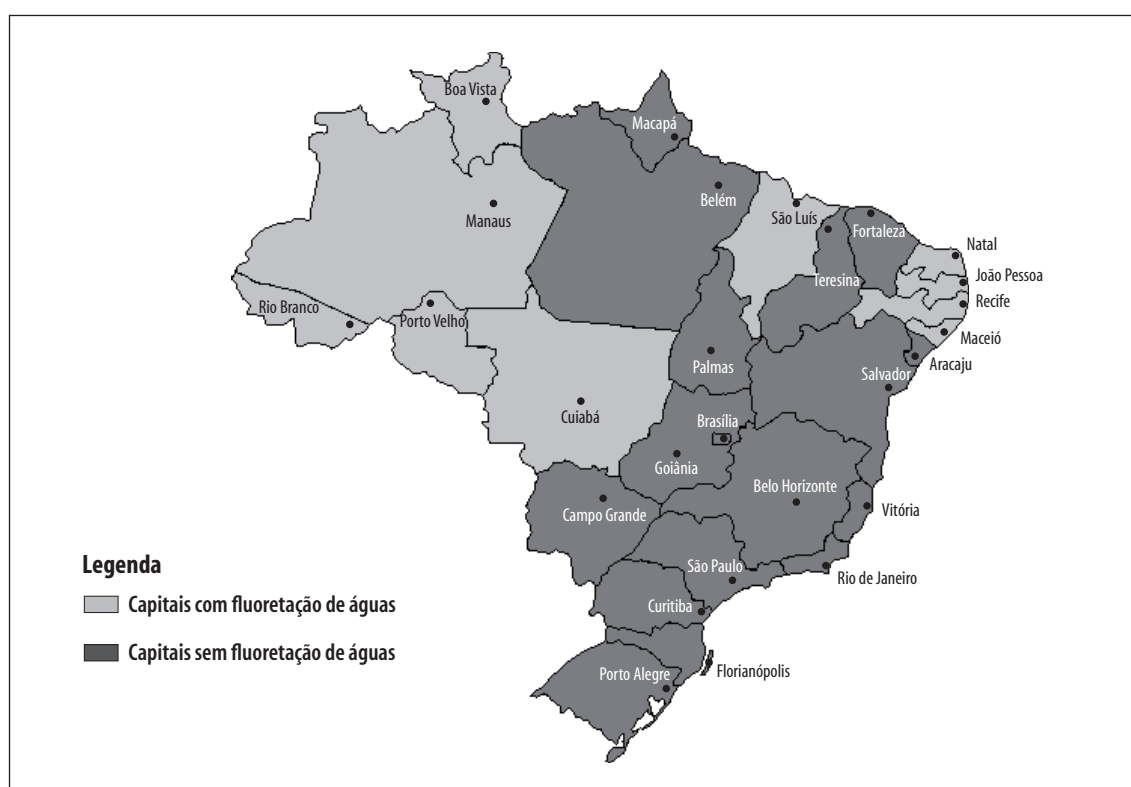 Boa Vista
Macapá
Belém
Manaus
São Luís
Fortaleza
Teresina
Natal
João Pessoa
Recife
Maceió
Aracaju
Rio Branco
Porto Velho
Palmas
Salvador
Cuiabá
Brasília
Goiânia
Belo Horizonte
Vitória
Campo Grande
São Paulo
Rio de Janeiro
Curitiba
Florianópolis
Porto Alegre
Legenda
Capitais com fluoretação de águas
Capitais sem fluoretação de águas